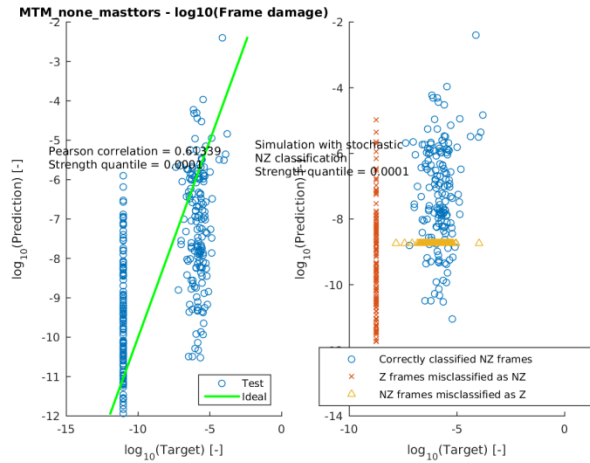 MTM_none_masttors - log10(Frame damage)
-2
-3
-4
-5
-6
-7
-8
-9
-10
-11
-12
-15
-10
-5
0
log10(Target) [-]
log10(Prediction) [-]
Pearson correlation = 0.61339
Strength quantile = 0.0001
Test
Ideal
-2
-4
-8
-14
-10
-5
0
log10(Target) [-]
log10(Prediction) [-]
Simulation with stochastic
NZ classification
Strength quantile = 0.0001
Correctly classified NZ frames
Z frames misclassified as NZ
NZ frames misclassified as Z